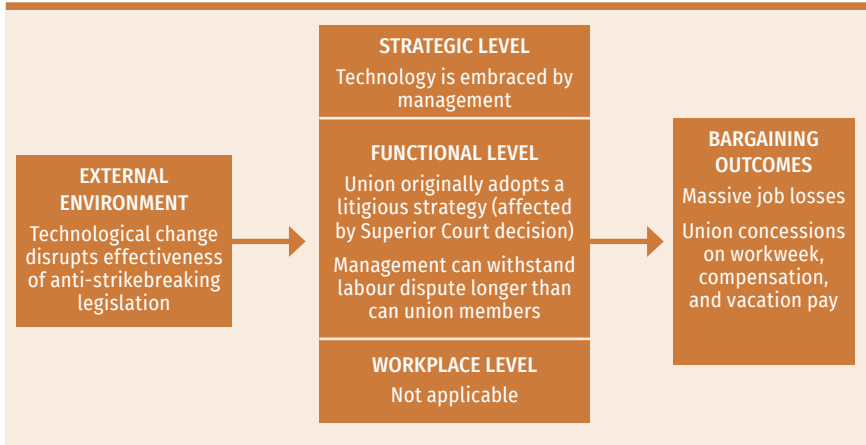 EXTERNAL
ENVIRONMENT
Technological change
disrupts effectiveness
of anti-strikebreaking
legislation
STRATEGIC LEVEL
Technology is embraced by
management
FUNCTIONAL LEVEL
Union originally adopts a
litigious strategy (affected
by Superior Court decision)
Management can withstand
labour dispute longer than
can union members
WORKPLACE LEVEL
Not applicable
BARGAINING
OUTCOMES
Massive job losses
Union concessions
on workweek,
compensation,
and vacation pay